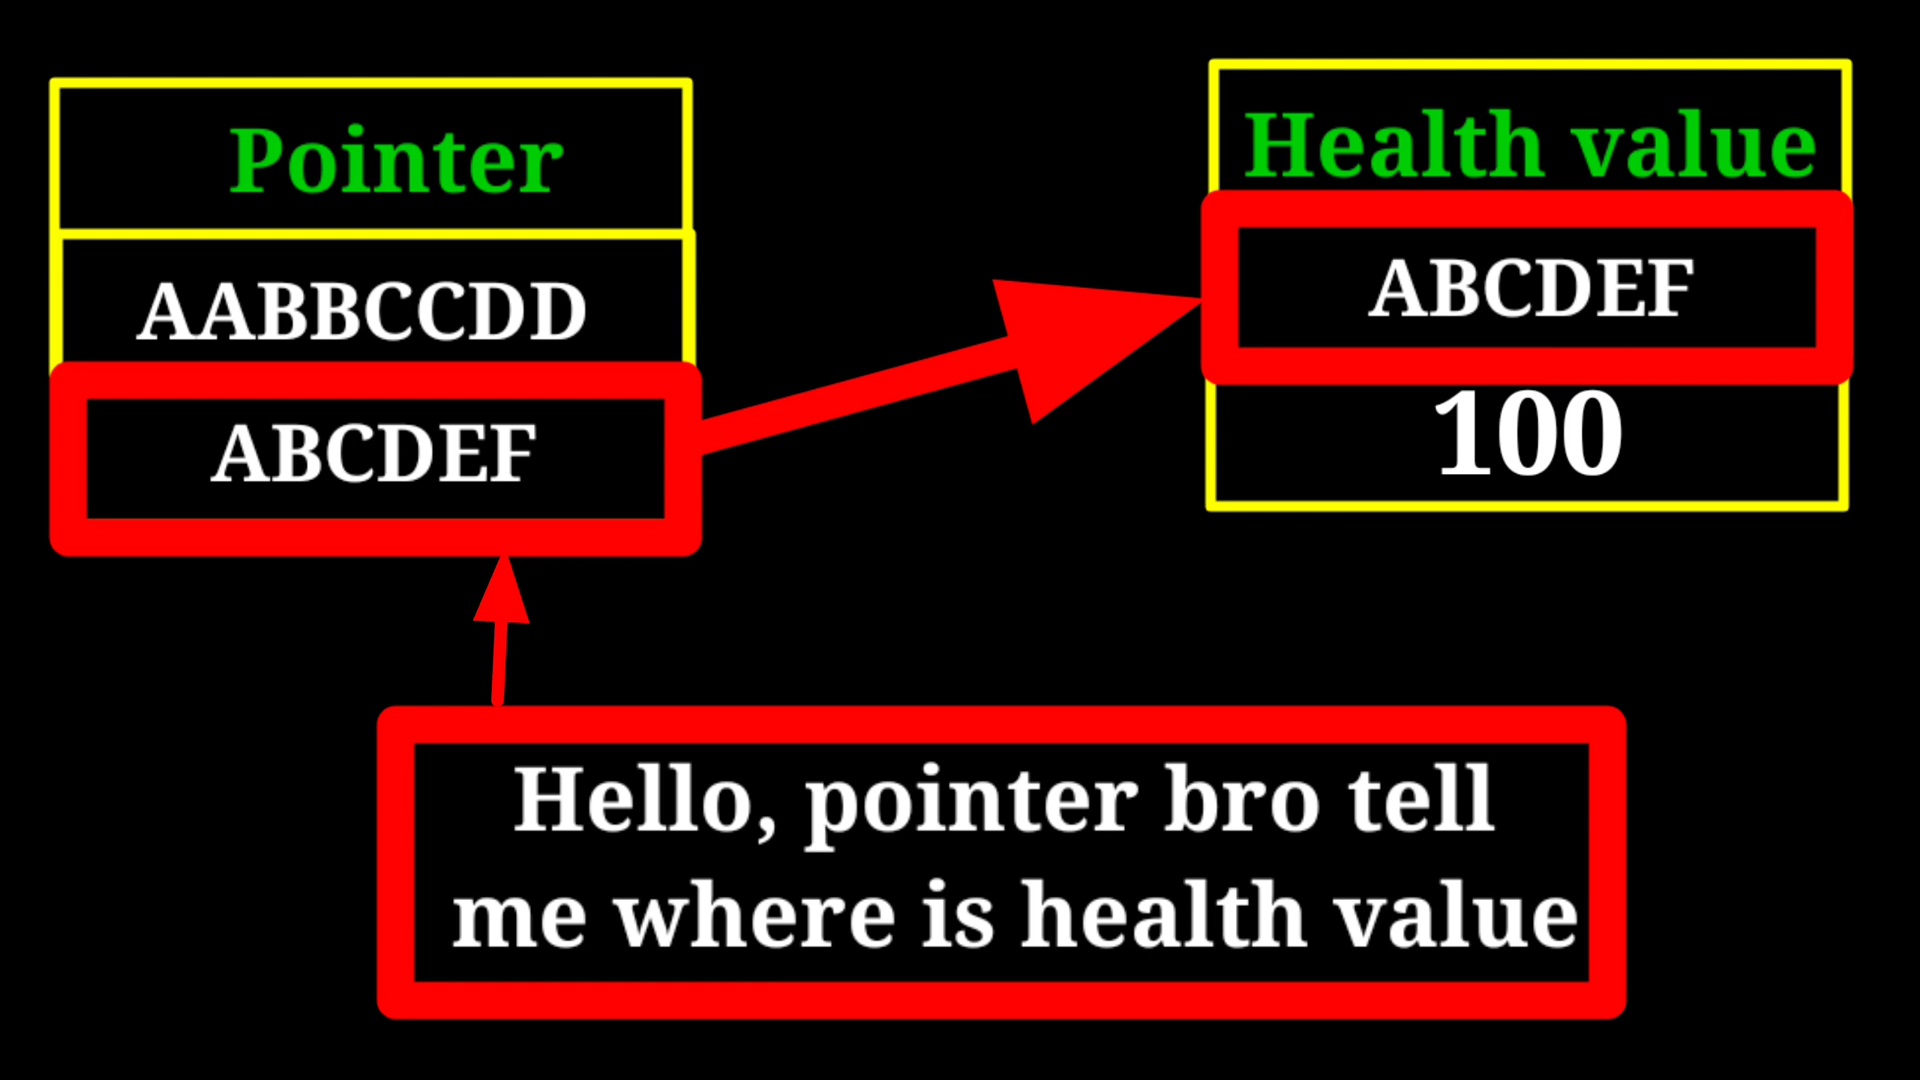 Pointer
AABBCCDD
ABCDEF
Health value
ABCDEF
100
Hello, pointer bro tell
me where is health value